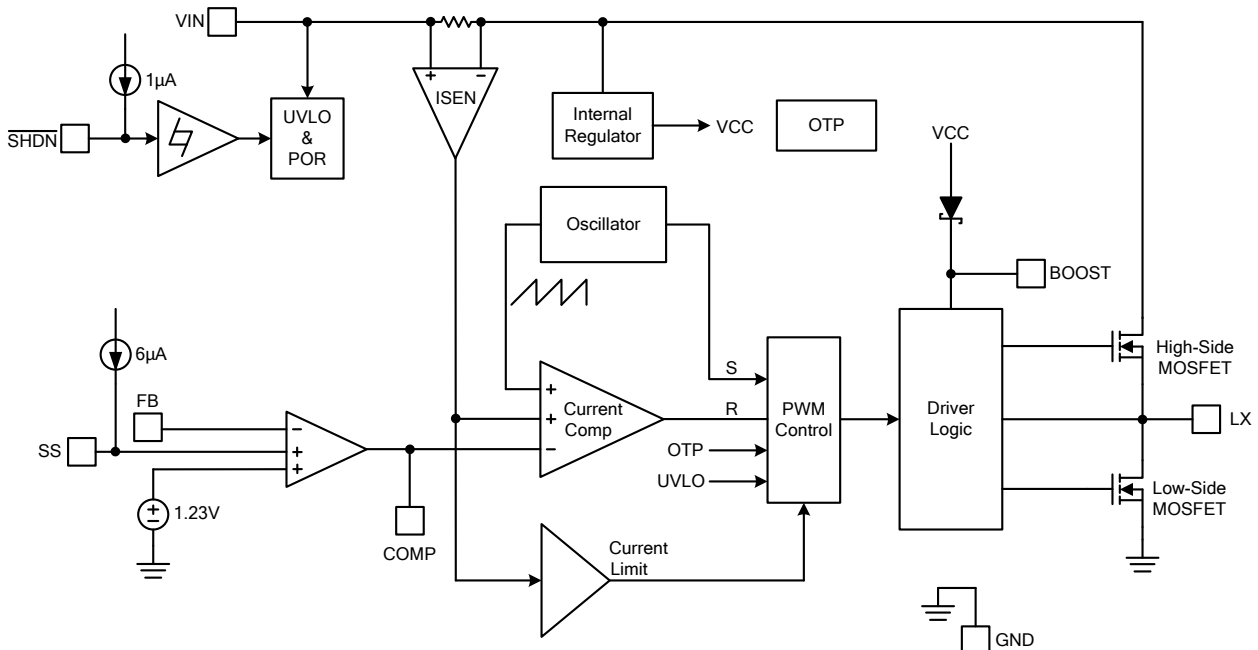 VIN
1µA
SHDN
UVLO
&
POR
+ −
ISEN
Internal
Regulator
VCC
OTP
VCC
Oscillator
BOOST
6µA
FB
SS
−
+
+
1.23V
COMP
+
+
−
Current
Comp
S
R
OTP
UVLO
PWM
Control
Driver
Logic
High-Side
MOSFET
LX
Low-Side
MOSFET
Current
Limit
GND